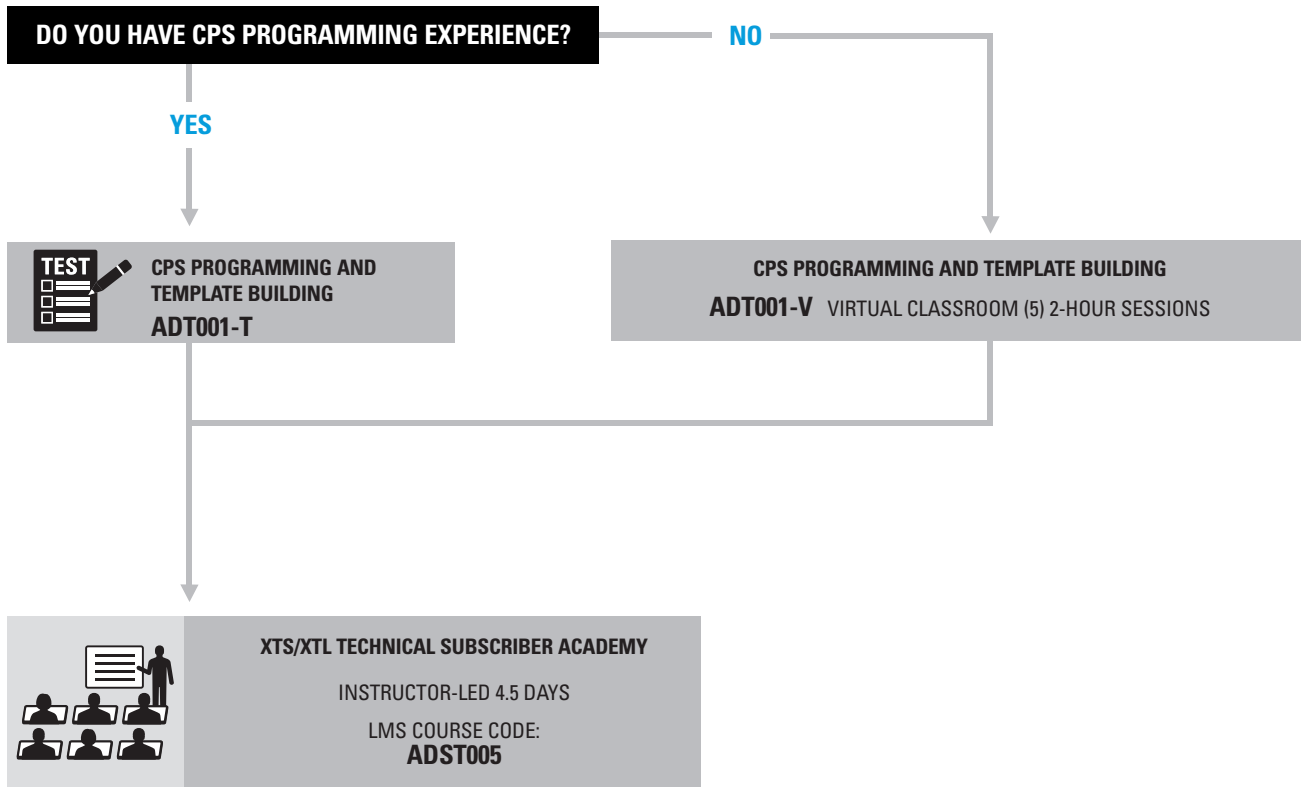 DO YOU HAVE CPS PROGRAMMING EXPERIENCE?
NO
YES
TEST
CPS PROGRAMMING AND
TEMPLATE BUILDING
ADT001-T
CPS PROGRAMMING AND TEMPLATE BUILDING
ADT001-V VIRTUAL CLASSROOM (5) 2-HOUR SESSIONS
XTS/XTL TECHNICAL SUBSCRIBER ACADEMY
INSTRUCTOR-LED 4.5 DAYS
LMS COURSE CODE:
ADST005